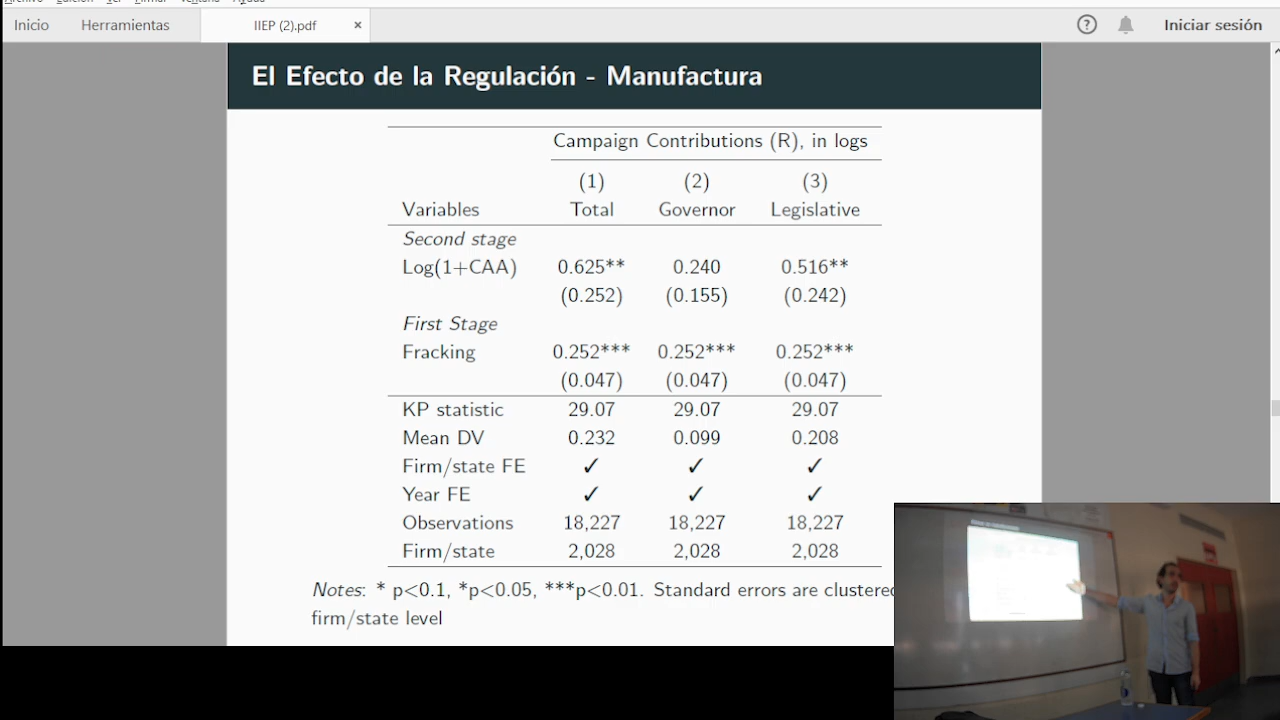 Inicio Herramientas IIEP (2).pdf × ? Iniciar sesión
El Efecto de la Regulación - Manufactura
Campaign Contributions (R), in logs
(1) (2) (3)
Variables Total Governor Legislative
Second stage
Log(1+CAA) 0.625** 0.240 0.516**
(0.252) (0.155) (0.242)
First Stage
Fracking 0.252*** 0.252*** 0.252***
(0.047) (0.047) (0.047)
KP statistic 29.07 29.07 29.07
Mean DV 0.232 0.099 0.208
Firm/state FE ✓ ✓ ✓
Year FE ✓ ✓ ✓
Observations 18,227 18,227 18,227
Firm/state 2,028 2,028 2,028
Notes: * p<0.1, *p<0.05, ***p<0.01. Standard errors are clustered
firm/state level